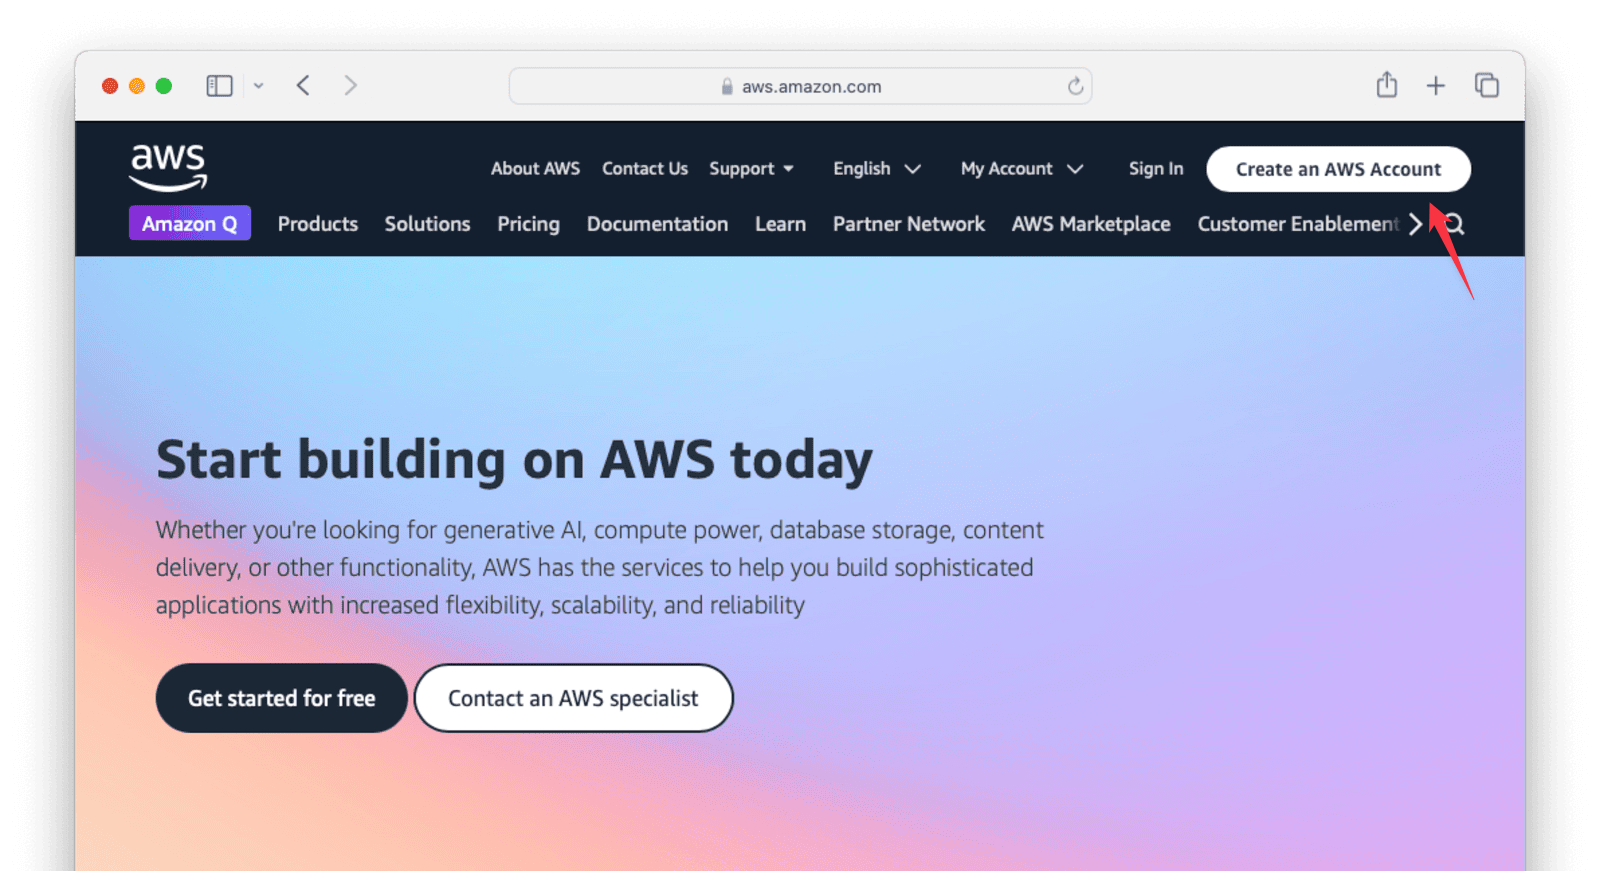 aws.amazon.com
aws
About AWS Contact Us Support English My Account Sign In Create an AWS Account
Amazon Q Products Solutions Pricing Documentation Learn Partner Network AWS Marketplace Customer Enablement
Start building on AWS today
Whether you're looking for generative AI, compute power, database storage, content
delivery, or other functionality, AWS has the services to help you build sophisticated
applications with increased flexibility, scalability, and reliability
Get started for free Contact an AWS specialist